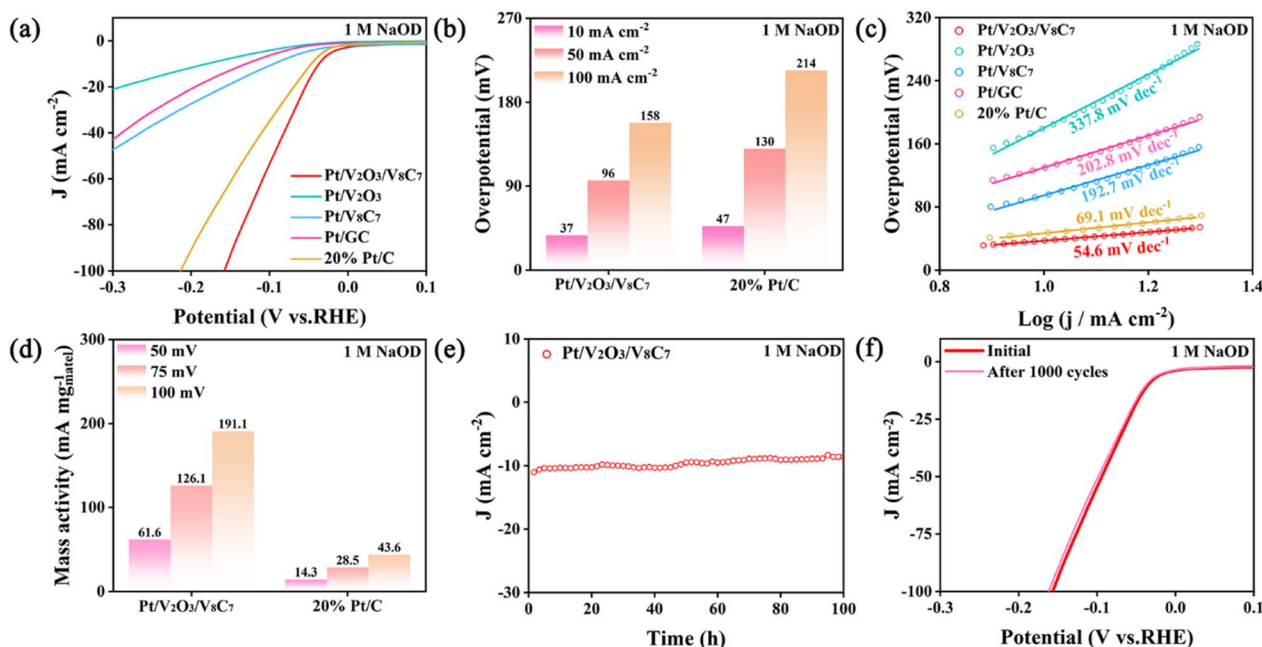 (a)
1 M NaOD
J (mA cm⁻²)
0
-20
-40
-60
-80
-100
-0.3
-0.2
-0.1
0.0
0.1
Potential (V vs.RHE)
Pt/V₂O₃/V₈C₇
Pt/V₂O₃
Pt/V₈C₇
Pt/GC
20% Pt/C
(b)
1 M NaOD
10 mA cm⁻²
50 mA cm⁻²
100 mA cm⁻²
Overpotential (mV)
270
180
90
0
37
96
158
47
130
214
Pt/V₂O₃/V₈C₇
20% Pt/C
(c)
1 M NaOD
Pt/V₂O₃/V₈C₇
Pt/V₂O₃
Pt/V₈C₇
Pt/GC
20% Pt/C
Overpotential (mV)
320
240
160
80
0
337.8 mV dec⁻¹
202.8 mV dec⁻¹
192.7 mV dec⁻¹
69.1 mV dec⁻¹
54.6 mV dec⁻¹
0.8
1.0
1.2
1.4
Log (j / mA cm⁻²)
(d)
1 M NaOD
50 mV
75 mV
100 mV
Mass activity (mA mg⁻¹matel)
300
200
100
0
61.6
126.1
191.1
14.3
28.5
43.6
Pt/V₂O₃/V₈C₇
20% Pt/C
(e)
Pt/V₂O₃/V₈C₇
1 M NaOD
J (mA cm⁻²)
10
0
-10
-20
-30
0
20
40
60
80
100
Time (h)
(f)
Initial
After 1000 cycles
1 M NaOD
J (mA cm⁻²)
0
-25
-50
-75
-100
-0.3
-0.2
-0.1
0.0
0.1
Potential (V vs.RHE)